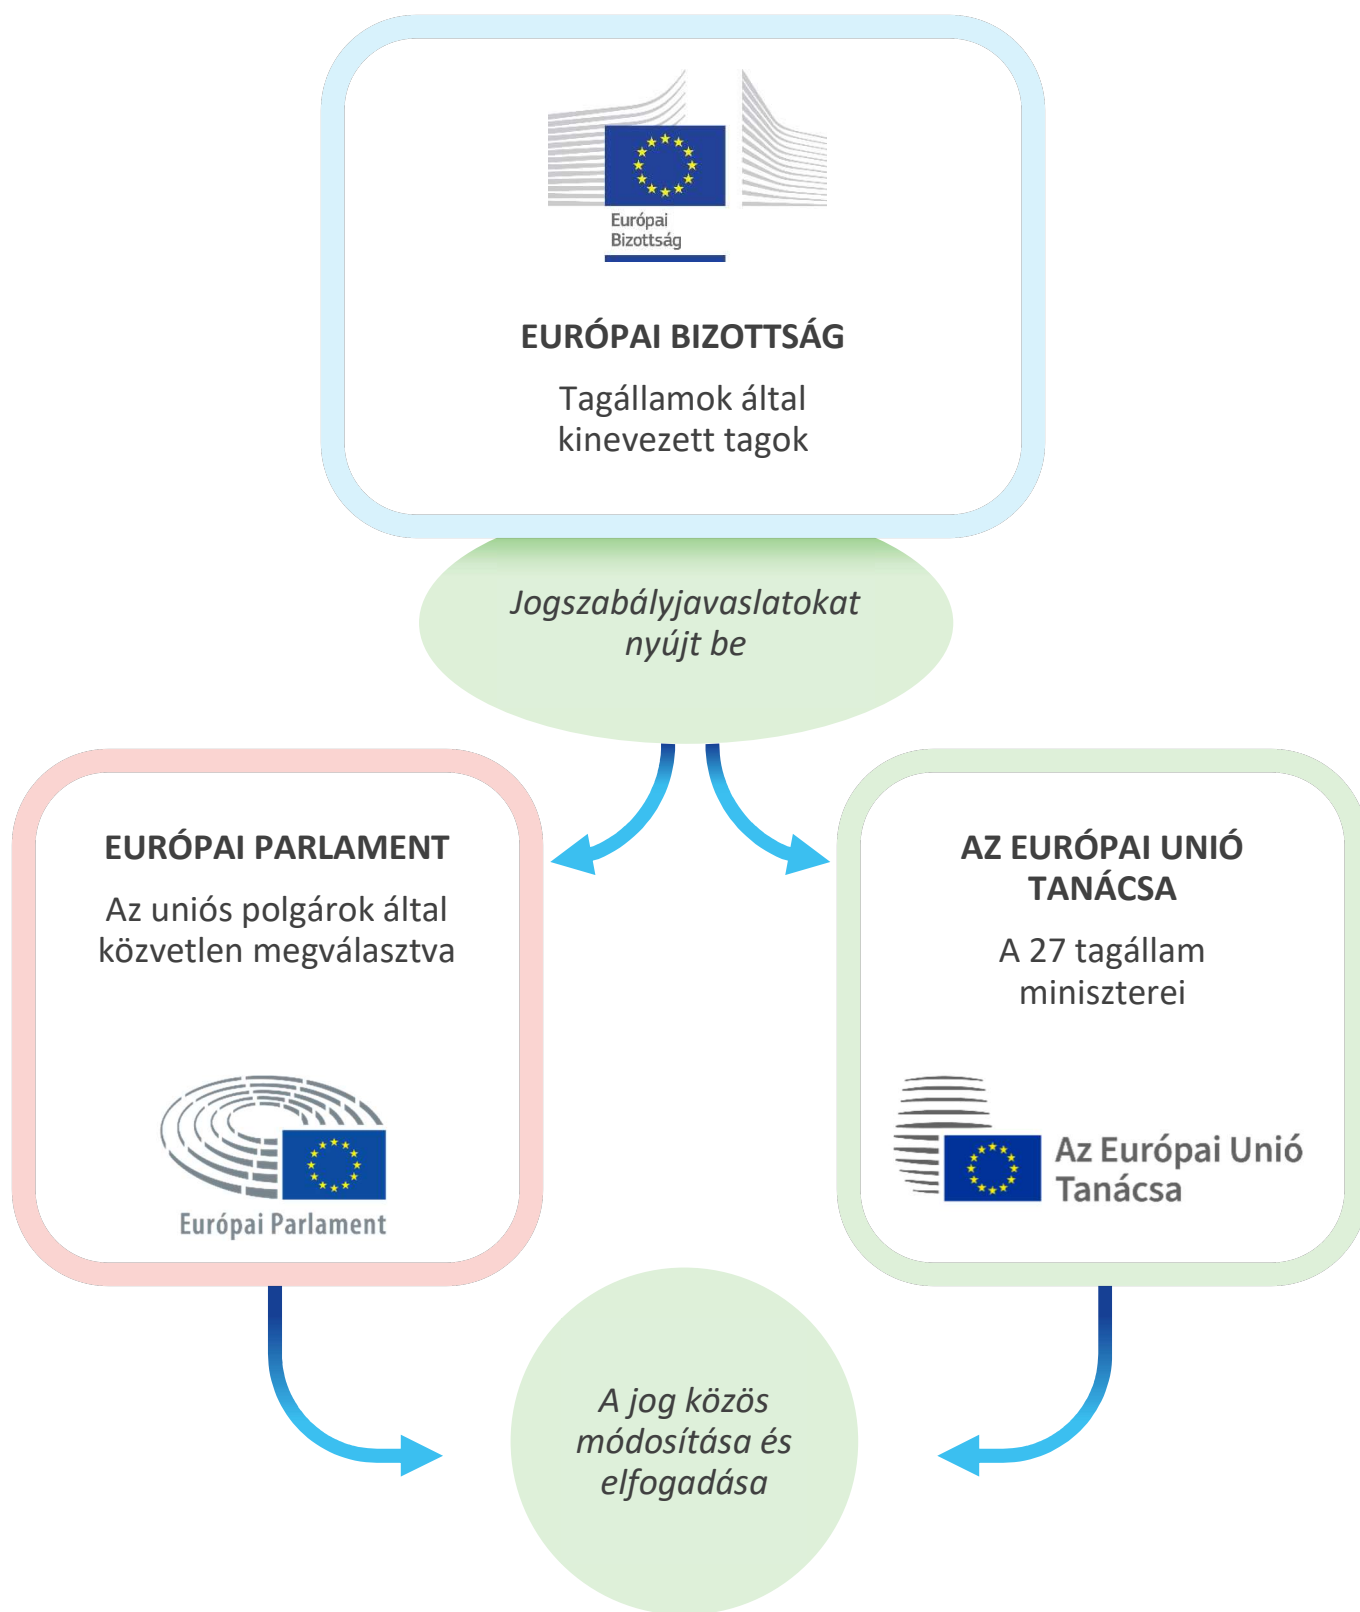 Európai
Bizottság
EURÓPAI BIZOTTSÁG
Tagállamok által
kinevezett tagok
Jogszabályjavaslatokat
nyújt be
EURÓPAI PARLAMENT
Az uniós polgárok által
közvetlen megválasztva
Európai Parlament
AZ EURÓPAI UNIÓ
TANÁCSA
A 27 tagállam
miniszterei
Az Európai Unió
Tanácsa
A jog közös
módosítása és
elfogadása